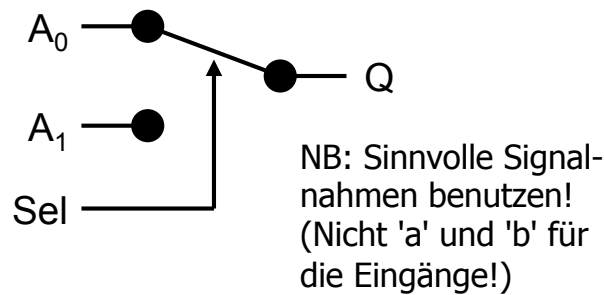 A₀
Q
A₁
Sel
NB: Sinnvolle Signal-
nahmen benutzen!
(Nicht 'a' und 'b' für
die Eingänge!)